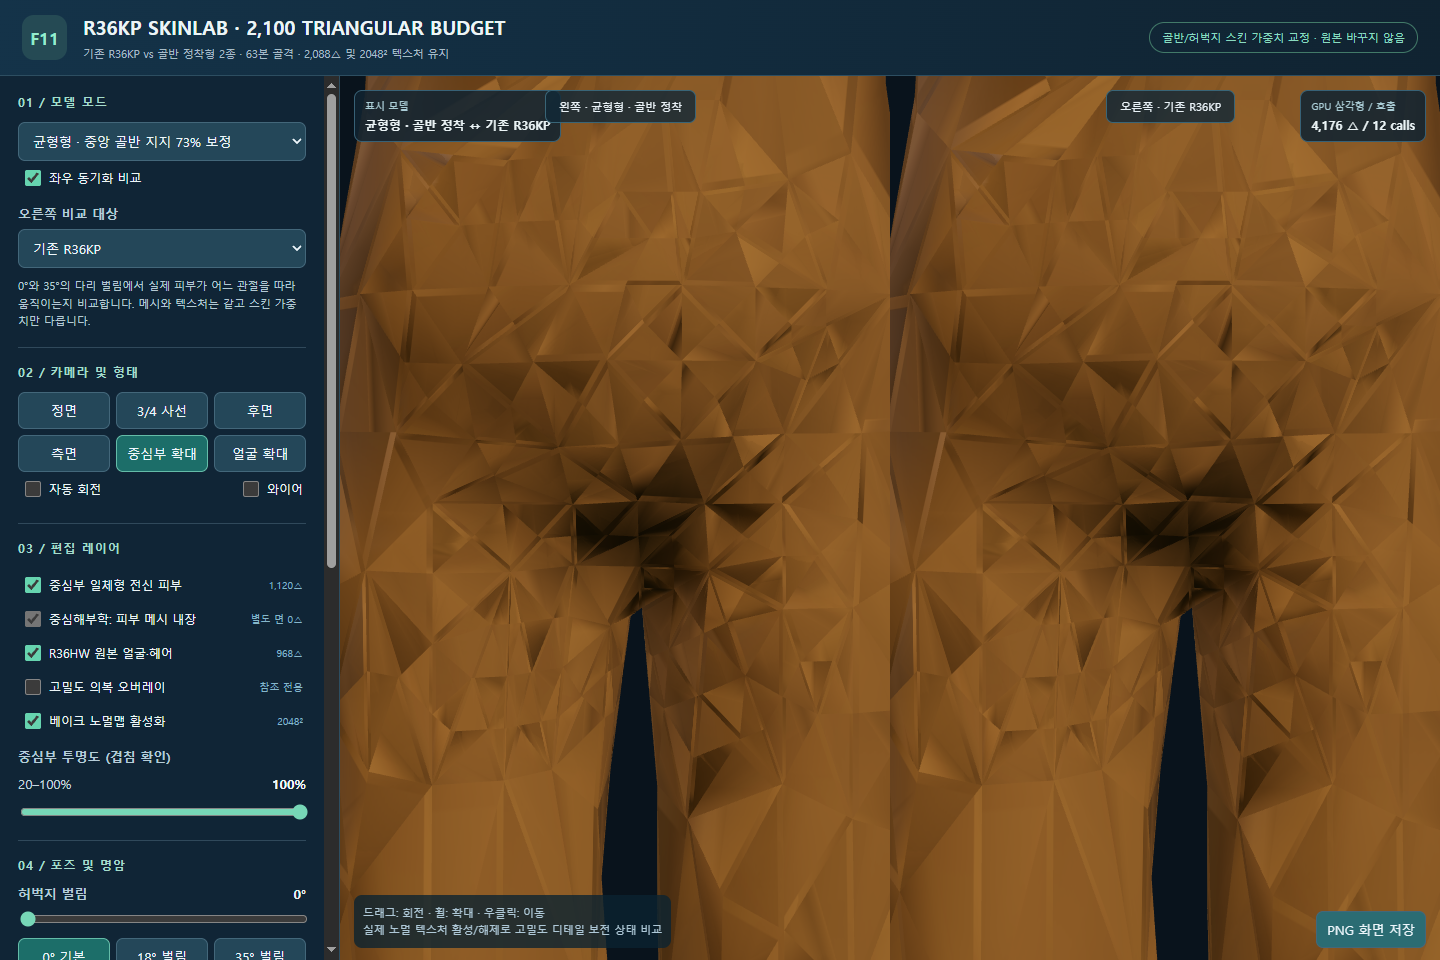 F11
R36KP SKINLAB · 2,100 TRIANGULAR BUDGET
기존 R36KP vs 골반 정착형 2종 · 63본 골격 · 2,088△ 및 2048² 텍스처 유지
골반/허벅지 스킨 가중치 교정 · 원본 바꾸지 않음
01 / 모델 모드
균형형 · 중앙 골반 지지 73% 보정
좌우 동기화 비교
오른쪽 비교 대상
기존 R36KP
0°와 35°의 다리 벌림에서 실제 피부가 어느 관절을 따라
움직이는지 비교합니다. 메시와 텍스처는 같고 스킨 가중
치만 다릅니다.
02 / 카메라 및 형태
정면
3/4 사선
후면
측면
중심부 확대
얼굴 확대
자동 회전
와이어
03 / 편집 레이어
중심부 일체형 전신 피부
1,120△
중심해부학: 피부 메시 내장
별도 면 0△
R36HW 원본 얼굴·헤어
968△
고밀도 의복 오버레이
참조 전용
베이크 노멀맵 활성화
2048²
중심부 투명도 (겹침 확인)
20–100%
100%
04 / 포즈 및 명암
허벅지 벌림
0°
0° 기본
18° 벌림
35° 벌림
표시 모델
균형형 · 골반 정착 ↔ 기존 R36KP
왼쪽 · 균형형 · 골반 정착
오른쪽 · 기존 R36KP
GPU 삼각형 / 호출
4,176 △ / 12 calls
드래그: 회전 · 휠: 확대 · 우클릭: 이동
실제 노멀 텍스처 활성/해제로 고밀도 디테일 보전 상태 비교
PNG 화면 저장